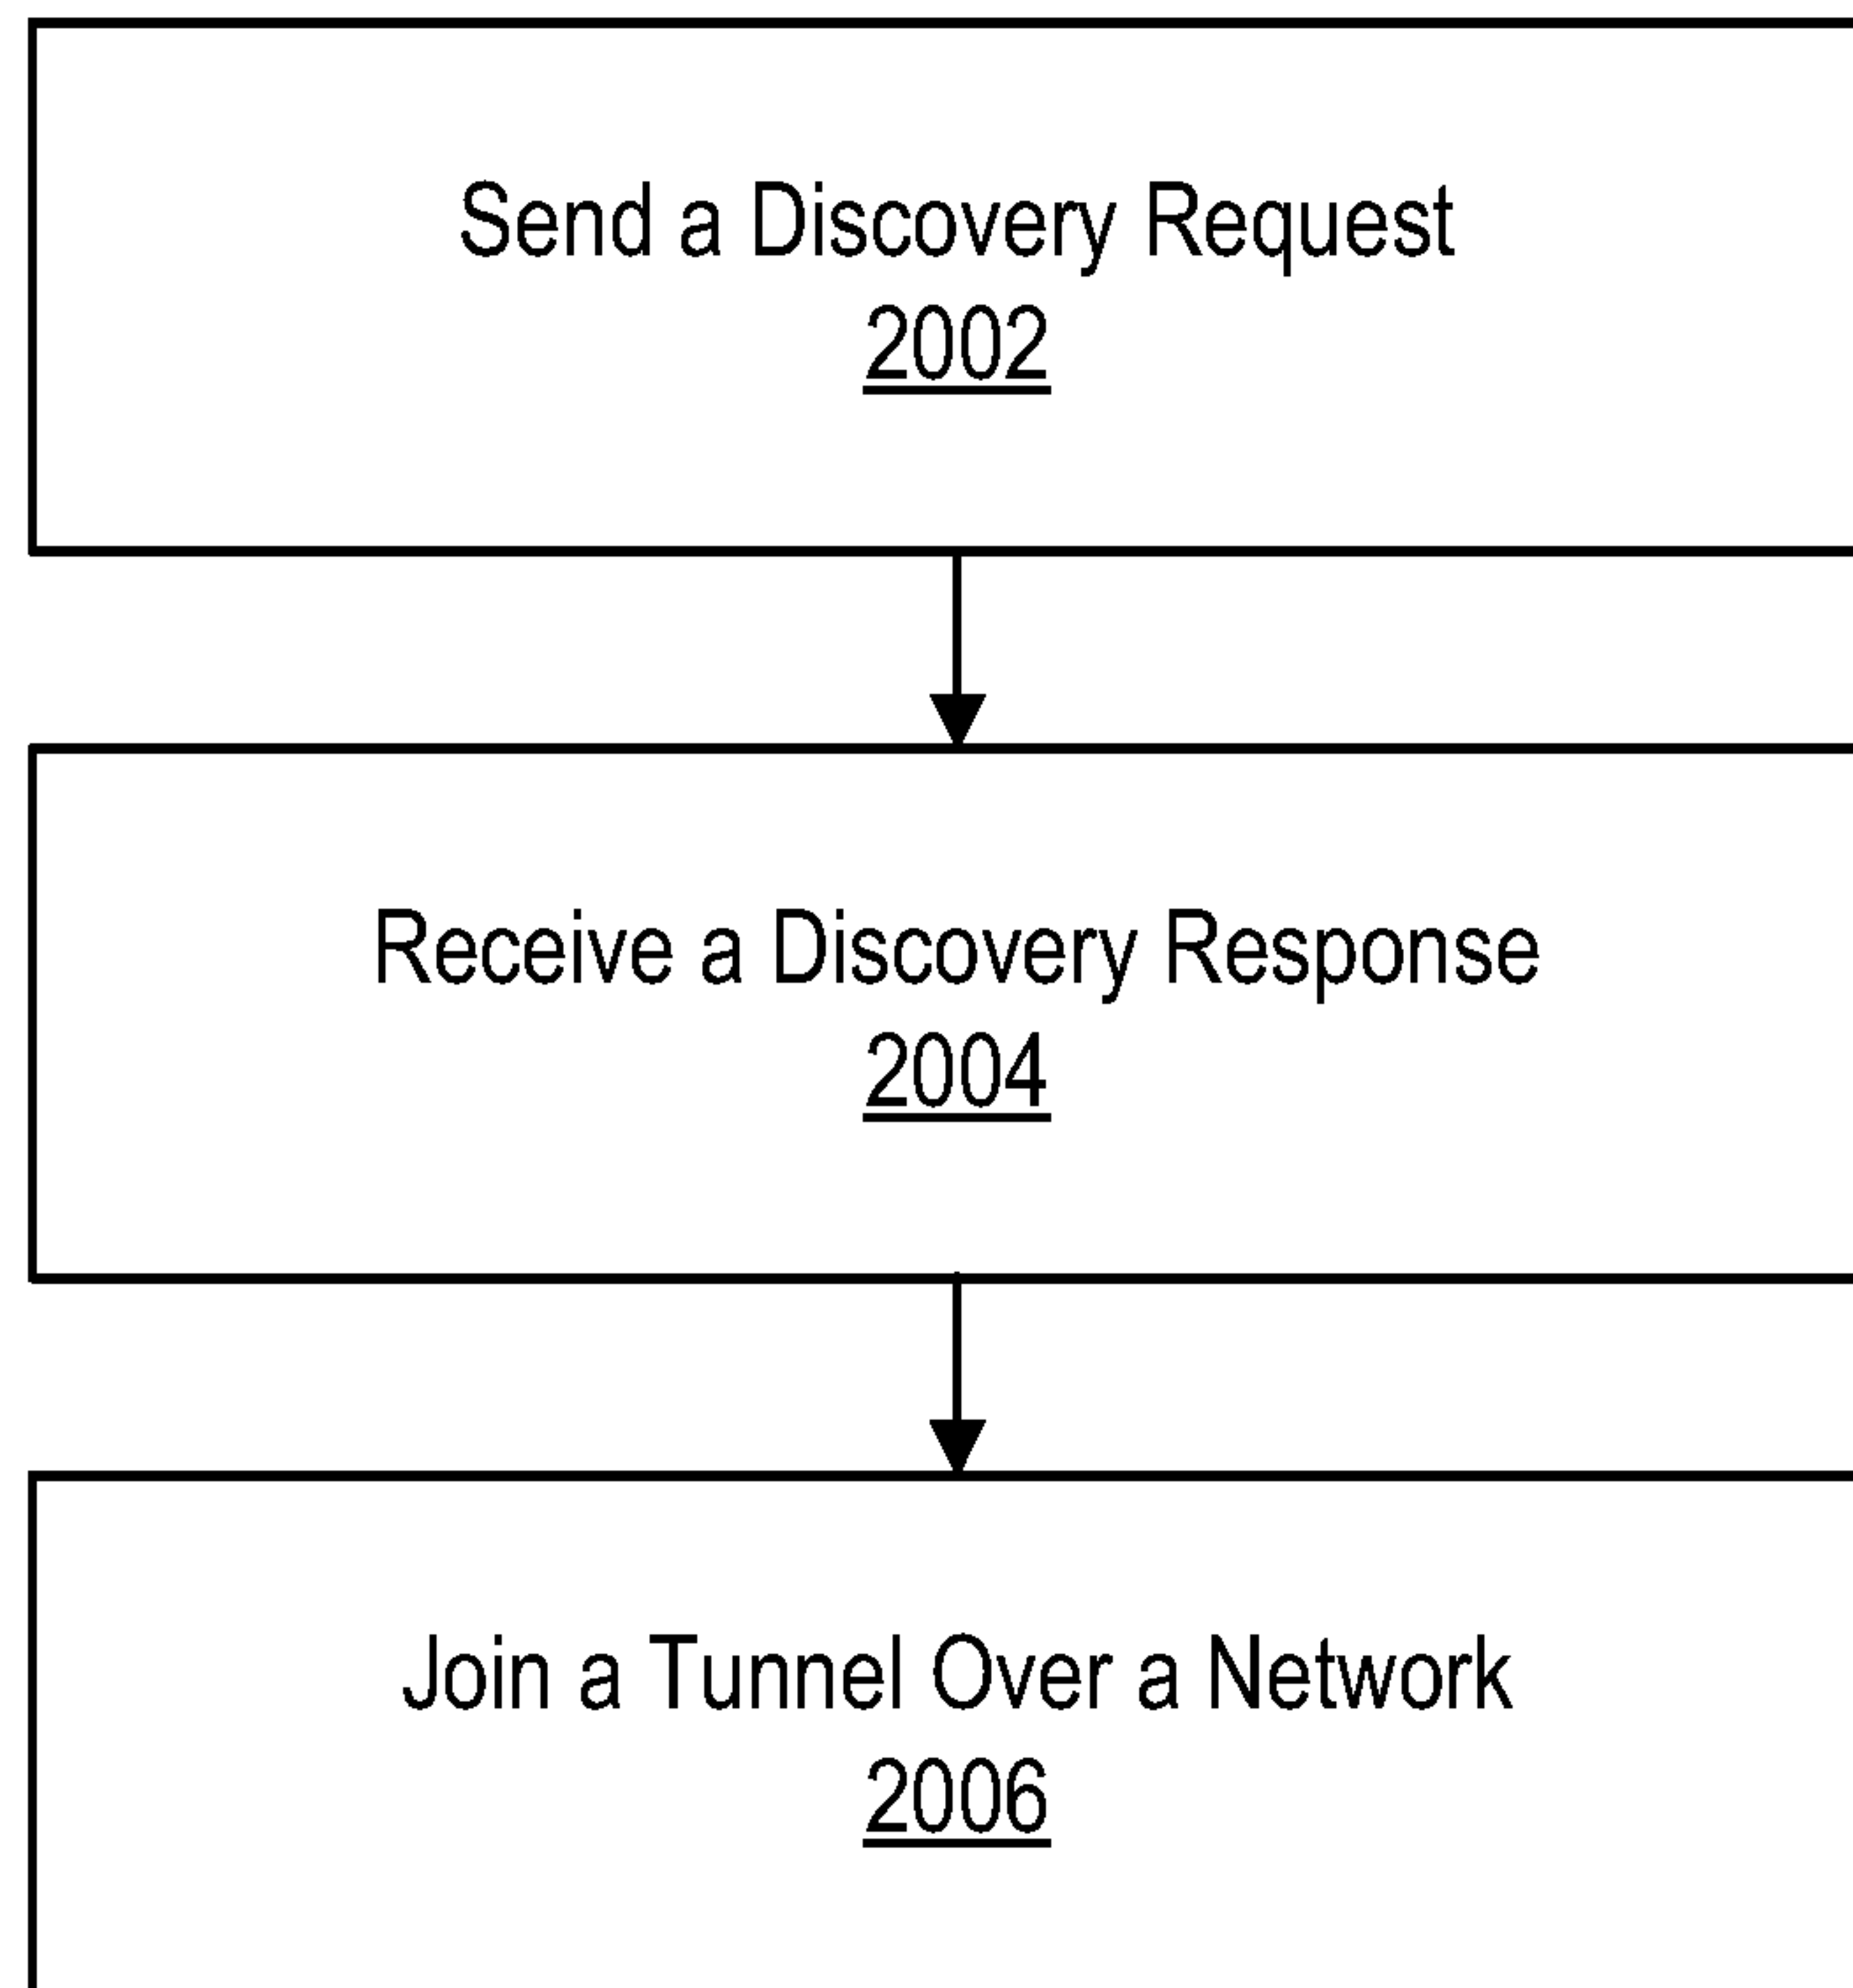 Send a Discovery Request
2002
Receive a Discovery Response
2004
Join a Tunnel Over a Network
2006